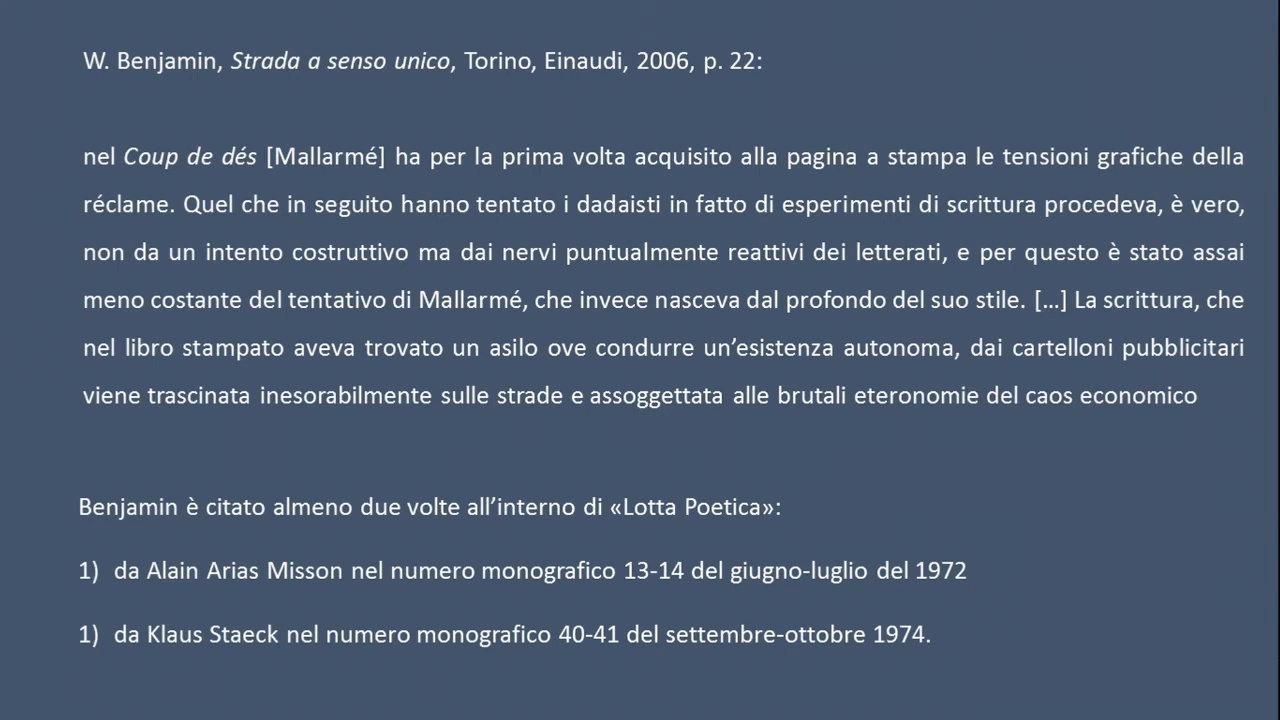 W. Benjamin, Strada a senso unico, Torino, Einaudi, 2006, p. 22:
nel Coup de dés [Mallarmé] ha per la prima volta acquisito alla pagina a stampa le tensioni grafiche della
réclame. Quel che in seguito hanno tentato i dadaisti in fatto di esperimenti di scrittura procedeva, è vero,
non da un intento costruttivo ma dai nervi puntualmente reattivi dei letterati, e per questo è stato assai
meno costante del tentativo di Mallarmé, che invece nasceva dal profondo del suo stile. […] La scrittura, che
nel libro stampato aveva trovato un asilo ove condurre un’esistenza autonoma, dai cartelloni pubblicitari
viene trascinata inesorabilmente sulle strade e assoggettata alle brutali eteronomie del caos economico
Benjamin è citato almeno due volte all’interno di «Lotta Poetica»:
1) da Alain Arias Misson nel numero monografico 13-14 del giugno-luglio del 1972
1) da Klaus Staeck nel numero monografico 40-41 del settembre-ottobre 1974.